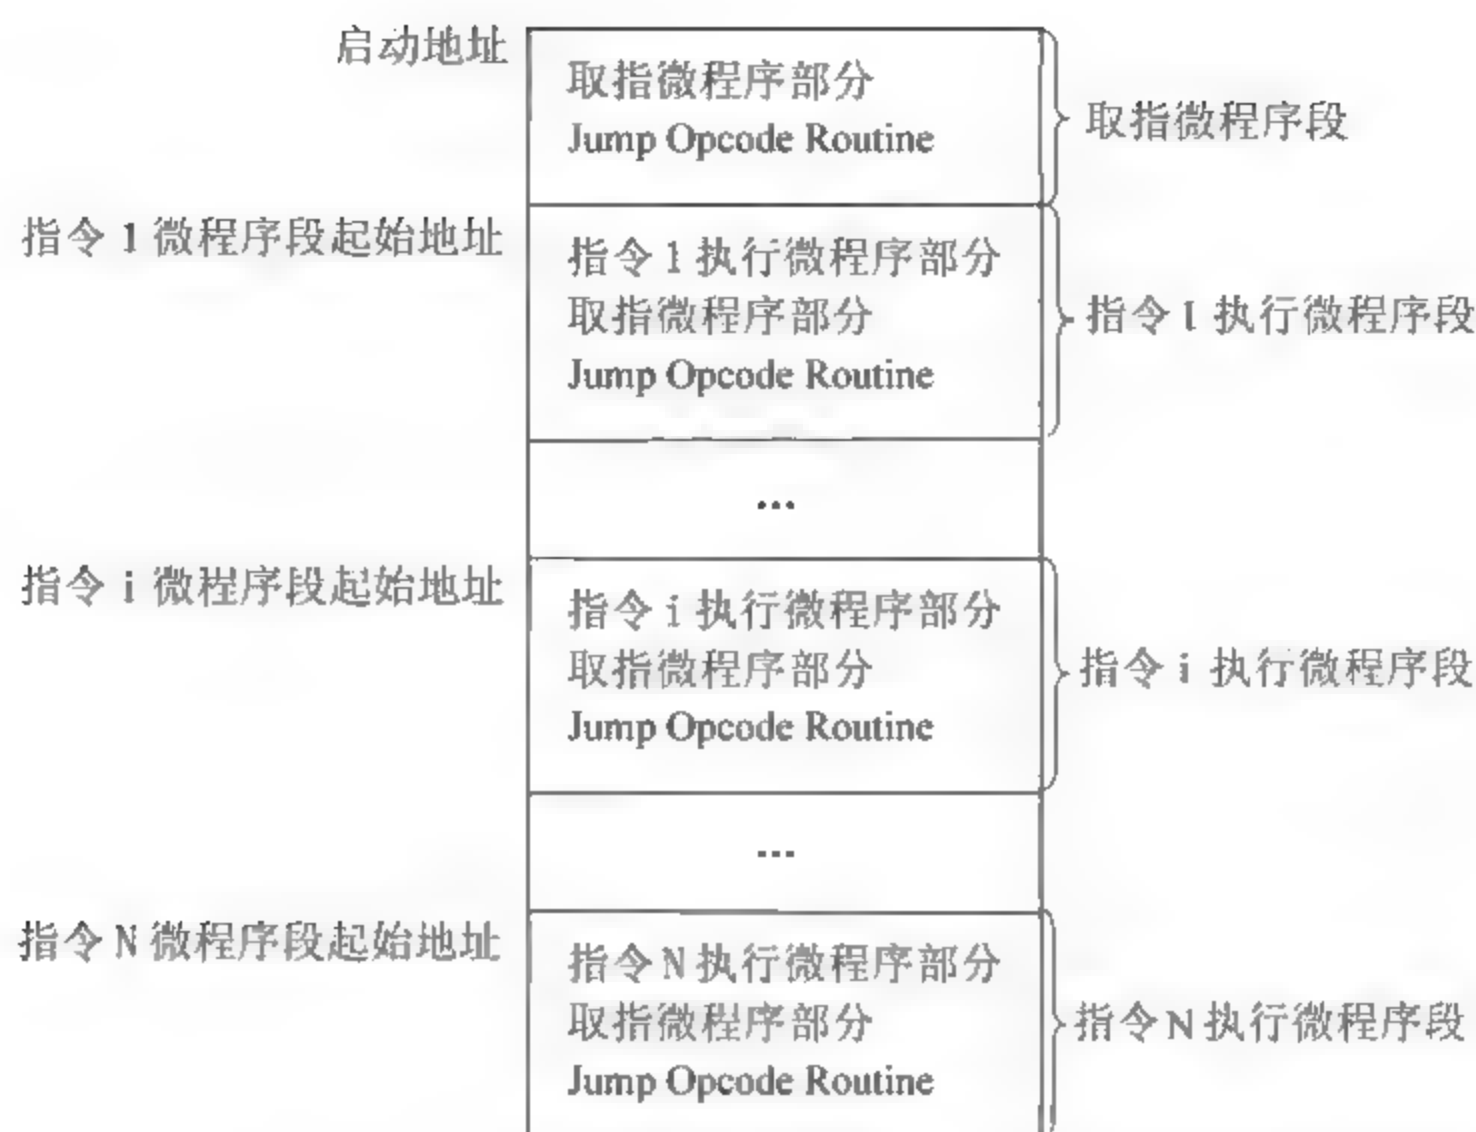 启动地址
取指微程序部分
Jump Opcode Routine
取指微程序段
指令 1 微程序段起始地址
指令 1 执行微程序部分
取指微程序部分
Jump Opcode Routine
指令 1 执行微程序段
...
指令 i 微程序段起始地址
指令 i 执行微程序部分
取指微程序部分
Jump Opcode Routine
指令 i 执行微程序段
...
指令 N 微程序段起始地址
指令 N 执行微程序部分
取指微程序部分
Jump Opcode Routine
指令 N 执行微程序段